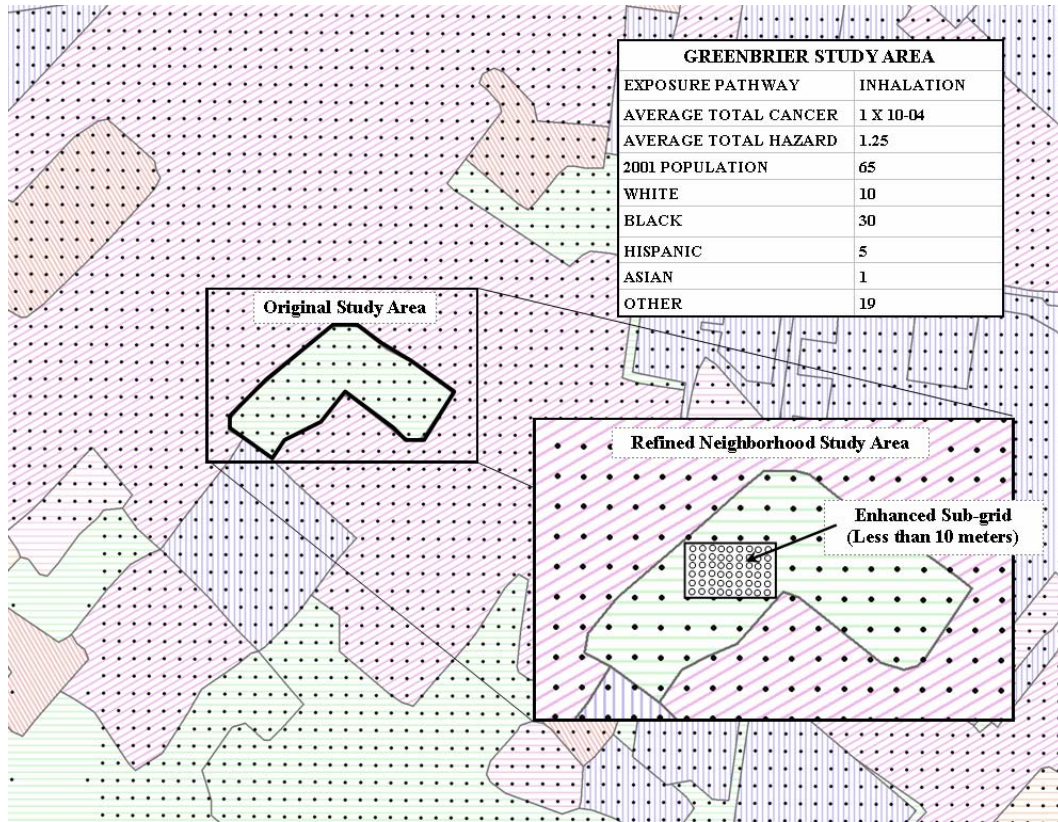 GREENBRIER STUDY AREA
EXPOSURE PATHWAY INHALATION
AVERAGE TOTAL CANCER 1 X 10-04
AVERAGE TOTAL HAZARD 1.25
2001 POPULATION 65
WHITE 10
BLACK 30
HISPANIC 5
ASIAN 1
OTHER 19
Original Study Area
Refined Neighborhood Study Area
Enhanced Sub-grid
(Less than 10 meters)